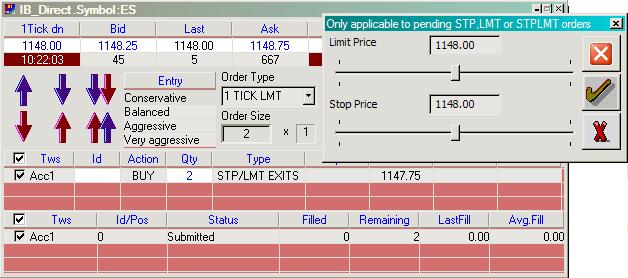 IB_Direct.Symbol:ES
1Tick dn Bid Last Ask
1148.00 1148.25 1148.00 1148.75
10:22:03 45 5 667
Entry
Conservative
Balanced
Aggressive
Very aggressive
Order Type
1 TICK LMT
Order Size
2 x 1
Only applicable to pending STP,LMT or STPLMT orders
Limit Price 1148.00
Stop Price 1148.00
Tws Id Action Qty Type
Acc1 BUY 2 STP/LMT EXITS 1147.75
Tws Id/Pos Status Filled Remaining LastFill Avg.Fill
Acc1 0 Submitted 0 2 0.00 0.00